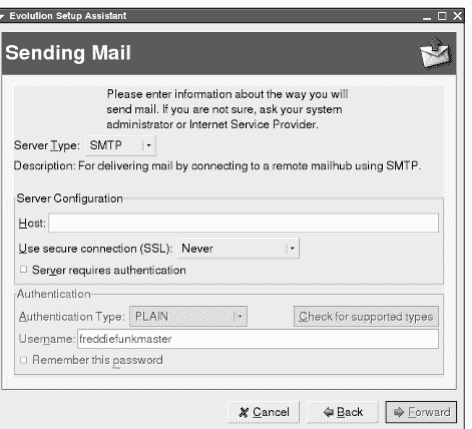 Evolution Setup Assistant
Sending Mail
Please enter information about the way you will
send mail. If you are not sure, ask your system
administrator or Internet Service Provider.
Server Type: SMTP
Description: For delivering mail by connecting to a remote mailhub using SMTP.
Server Configuration
Host:
Use secure connection (SSL): Never
Server requires authentication
Authentication
Authentication Type: PLAIN Check for supported types
Username: freddiefunkmaster
Remember this password
Cancel Back Forward